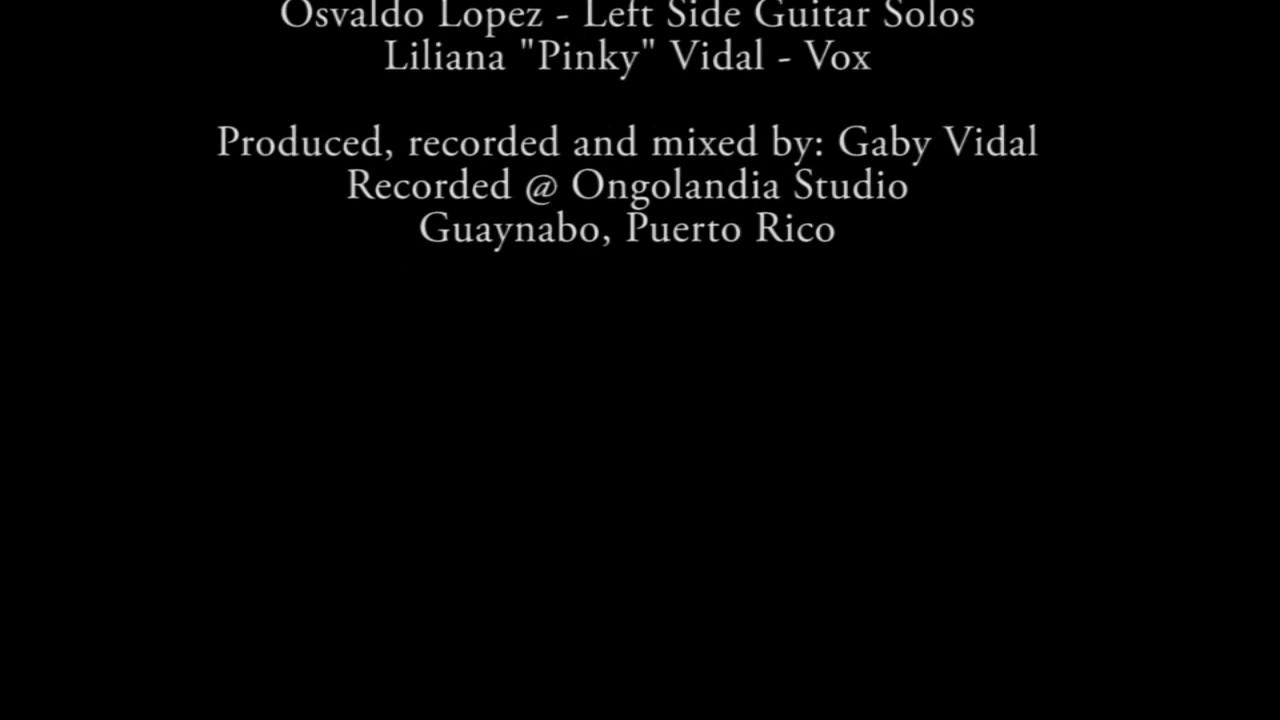 Osvaldo Lopez - Left Side Guitar Solos
Liliana "Pinky" Vidal - Vox
Produced, recorded and mixed by: Gaby Vidal
Recorded @ Ongolandia Studio
Guaynabo, Puerto Rico